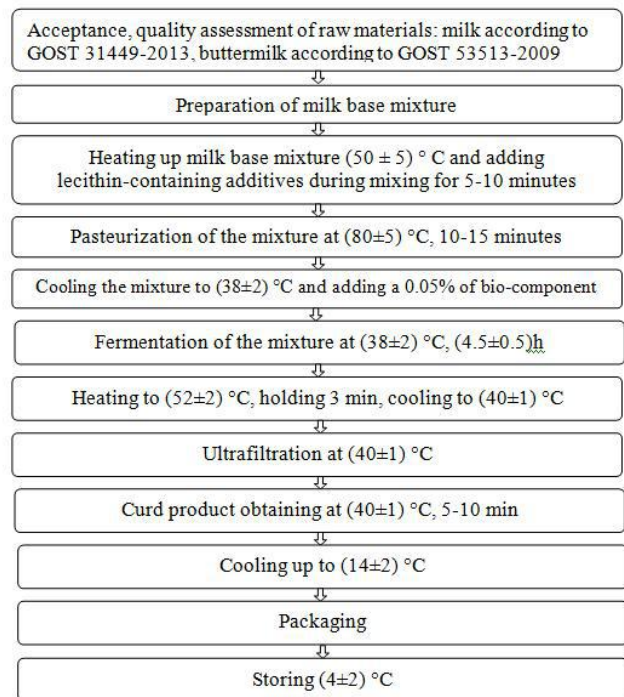 Acceptance, quality assessment of raw materials: milk according to
GOST 31449-2013, buttermilk according to GOST 53513-2009
Preparation of milk base mixture
Heating up milk base mixture (50 ± 5) ° C and adding
lecithin-containing additives during mixing for 5-10 minutes
Pasteurization of the mixture at (80±5) °C, 10-15 minutes
Cooling the mixture to (38±2) °C and adding a 0.05% of bio-component
Fermentation of the mixture at (38±2) °C, (4.5±0.5)h
Heating to (52±2) °C, holding 3 min, cooling to (40±1) °C
Ultrafiltration at (40±1) °C
Curd product obtaining at (40±1) °C, 5-10 min
Cooling up to (14±2) °C
Packaging
Storing (4±2) °C